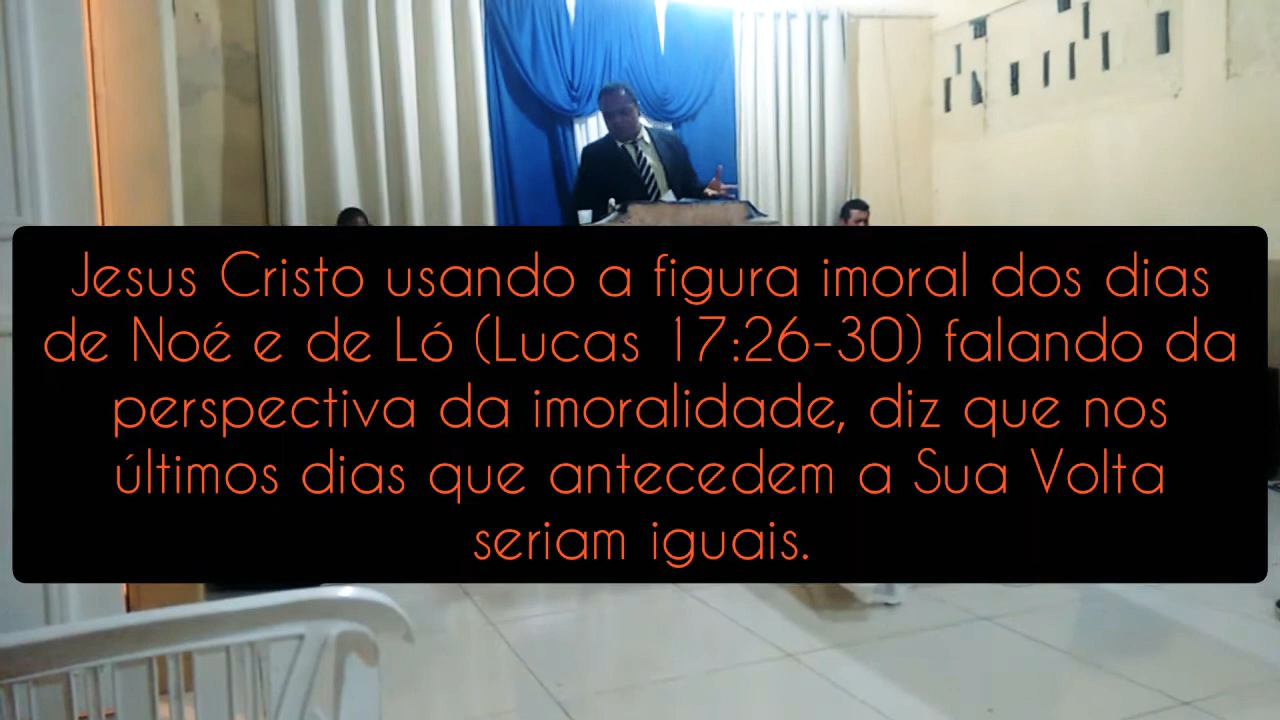 Jesus Cristo usando a figura imoral dos dias
de Noé e de Ló (Lucas 17:26-30) falando da
perspectiva da imoralidade, diz que nos
últimos dias que antecedem a Sua Volta
seriam iguais.